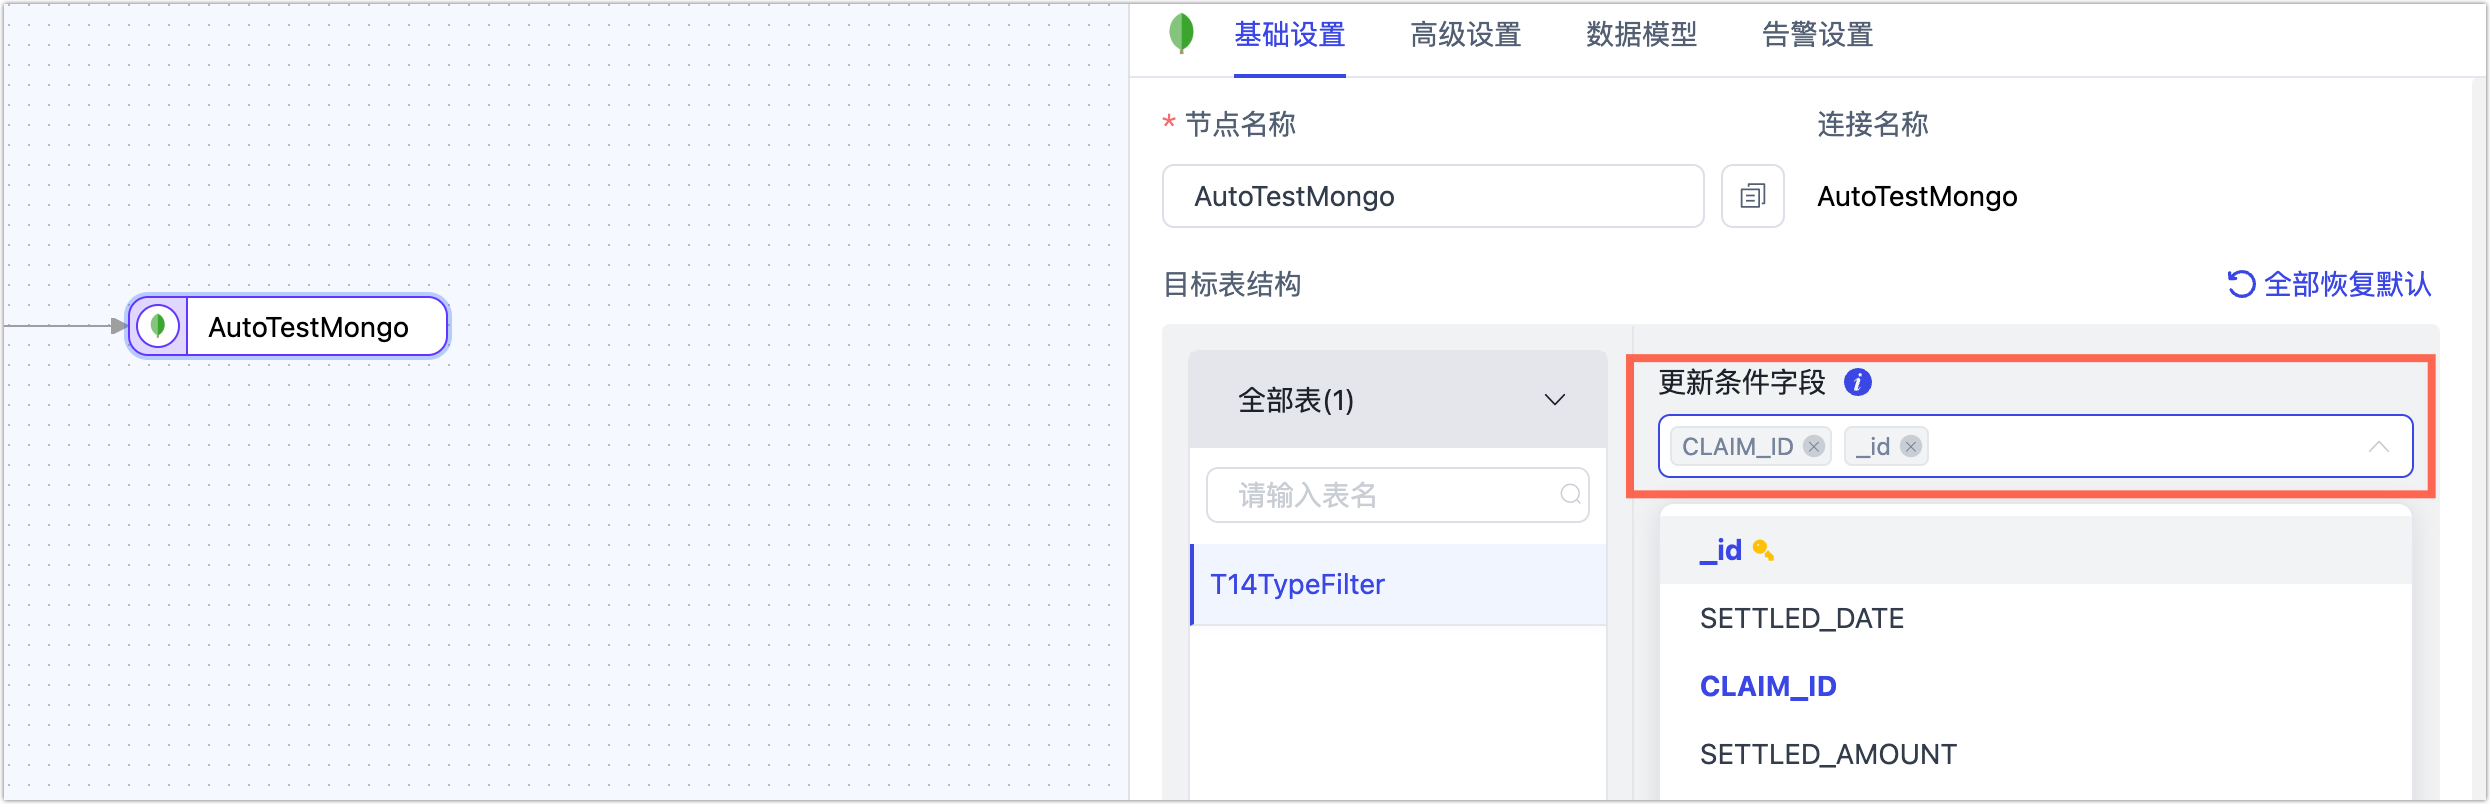 基础设置 高级设置 数据模型 告警设置
* 节点名称 连接名称
AutoTestMongo AutoTestMongo
目标表结构 全部恢复默认
AutoTestMongo
全部表(1)
请输入表名
T14TypeFilter
更新条件字段 i
CLAIM_ID _id
_id
SETTLED_DATE
CLAIM_ID
SETTLED_AMOUNT